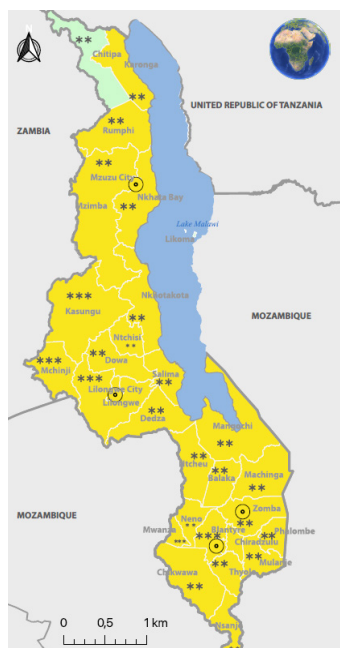 N
**
Chitipa
Karonga
**
UNITED REPUBLIC OF TANZANIA
**
Rumphi
ZAMBIA
**
Mzuzu City
Nkhata Bay
Mzimba
**
Lake Malawi
Likoma
***
Nkhotakota
Kasungu
**
MOZAMBIQUE
Ntchisi
**
***
**
Dowa
Mchinji
***
Salima
**
Lilongwe City
Lilongwe
**
Dedza
Mangochi
**
**
Ntcheu
**
Balaka
Machinga
**
Zomba
MOZAMBIQUE
Neno
**
**
Mwanza
***
***
Blantyre
Phalombe
**
Chiradzulu
**
Mulanje
**
Thyolo
Chikwawa
**
Nsanje
**
0 0,5 1 km